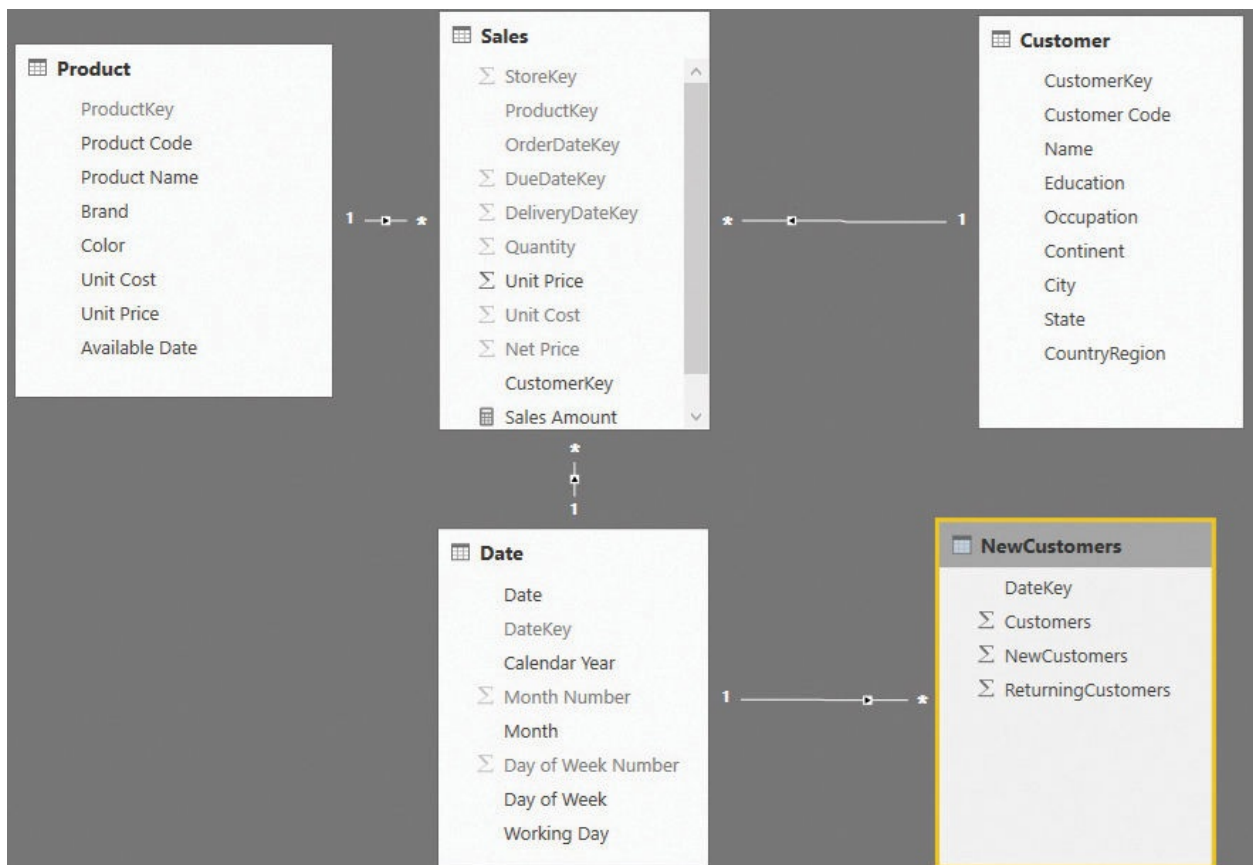 Product
ProductKey
Product Code
Product Name
Brand
Color
Unit Cost
Unit Price
Available Date
1
*
Sales
Σ StoreKey
ProductKey
OrderDateKey
Σ DueDateKey
Σ DeliveryDateKey
Σ Quantity
Σ Unit Price
Σ Unit Cost
Σ Net Price
CustomerKey
Sales Amount
*
1
Customer
CustomerKey
Customer Code
Name
Education
Occupation
Continent
City
State
CountryRegion
*
1
Date
Date
DateKey
Calendar Year
Σ Month Number
Month
Σ Day of Week Number
Day of Week
Working Day
1
*
NewCustomers
DateKey
Σ Customers
Σ NewCustomers
Σ ReturningCustomers